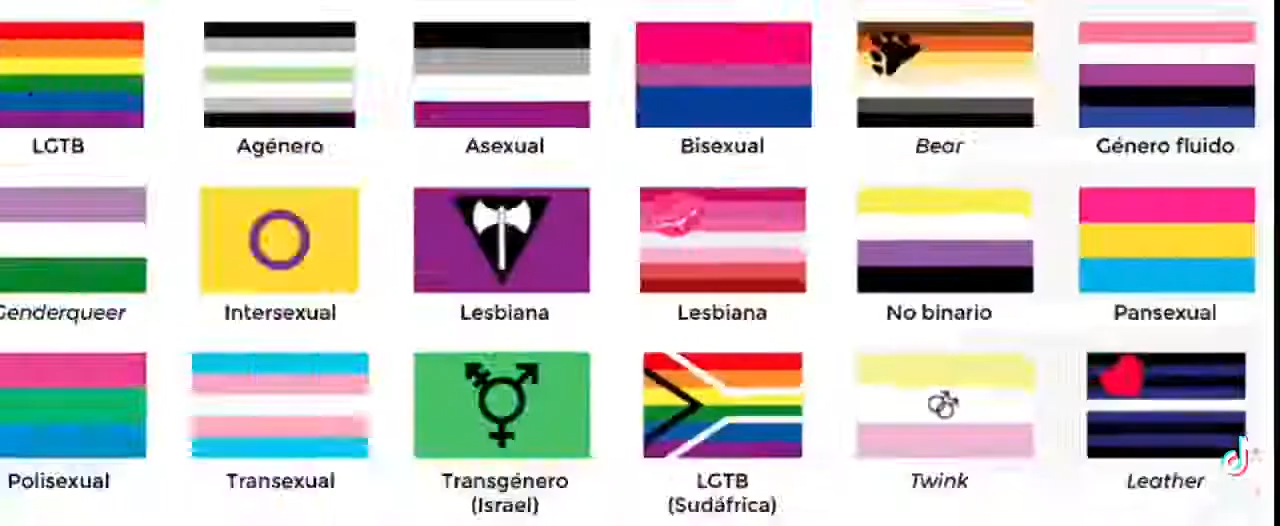 LGTB
Agénero
Asexual
Bisexual
Bear
Género fluido
Genderqueer
Intersexual
Lesbiana
Lesbiana
No binario
Pansexual
Polisexual
Transexual
Transgénero
(Israel)
LGTB
(Sudáfrica)
Twink
Leather